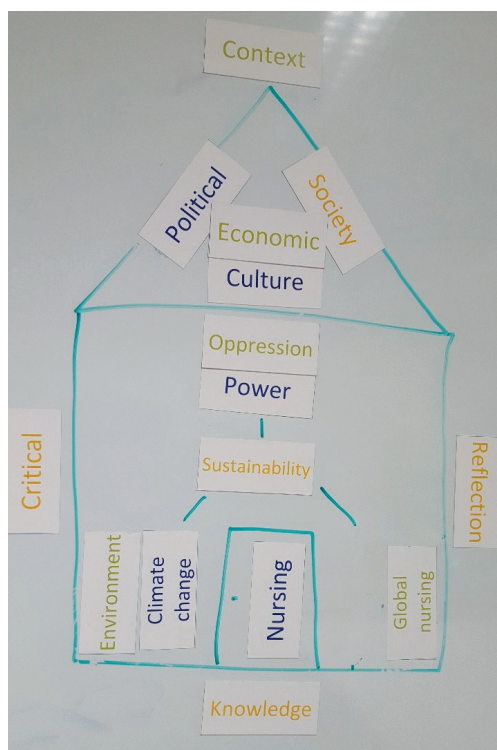 Context
Political
Society
Economic
Culture
Oppression
Power
Critical
Sustainability
Reflection
Environment
Climate
change
Nursing
Global
nursing
Knowledge